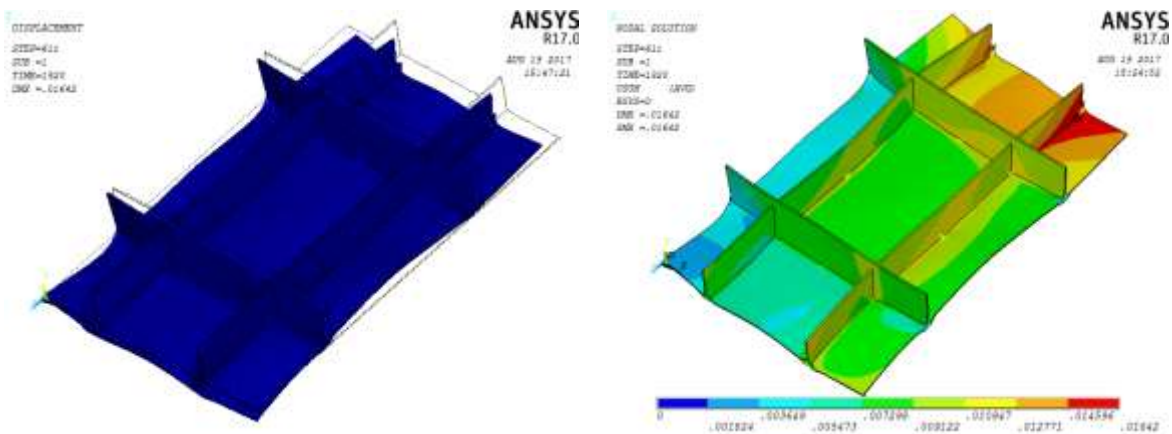 DISPLACEMENT
STEP=611
SUB =1
TIME=1520
DMX =.01642
ANSYS
R17.0
AUG 19 2017
15:47:21
NODAL SOLUTION
STEP=611
SUB =1
TIME=1520
USUM (AVG)
RSYS=0
DMX =.01642
SMX =.01642
ANSYS
R17.0
AUG 19 2017
15:24:52
0 .003649 .007298 .010947 .014596
.001824 .005473 .009122 .012771 .01642